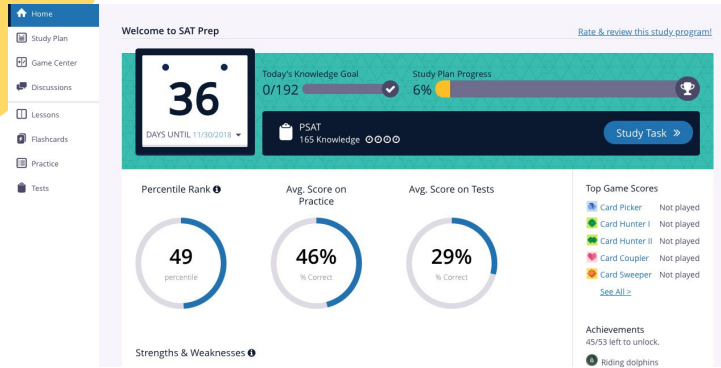 Home
Study Plan
Game Center
Discussions
Lessons
Flashcards
Practice
Tests
Welcome to SAT Prep
Rate & review this study program!
36
DAYS UNTIL 11/30/2018
Today's Knowledge Goal
0/192
Study Plan Progress
6%
PSAT
165 Knowledge
Study Task »
Percentile Rank
49
percentile
Avg. Score on
Practice
46%
% Correct
Avg. Score on Tests
29%
% Correct
Top Game Scores
Card Picker Not played
Card Hunter I Not played
Card Hunter II Not played
Card Coupler Not played
Card Sweeper Not played
See All >
Achievements
45/53 left to unlock.
Riding dolphins
Strengths & Weaknesses